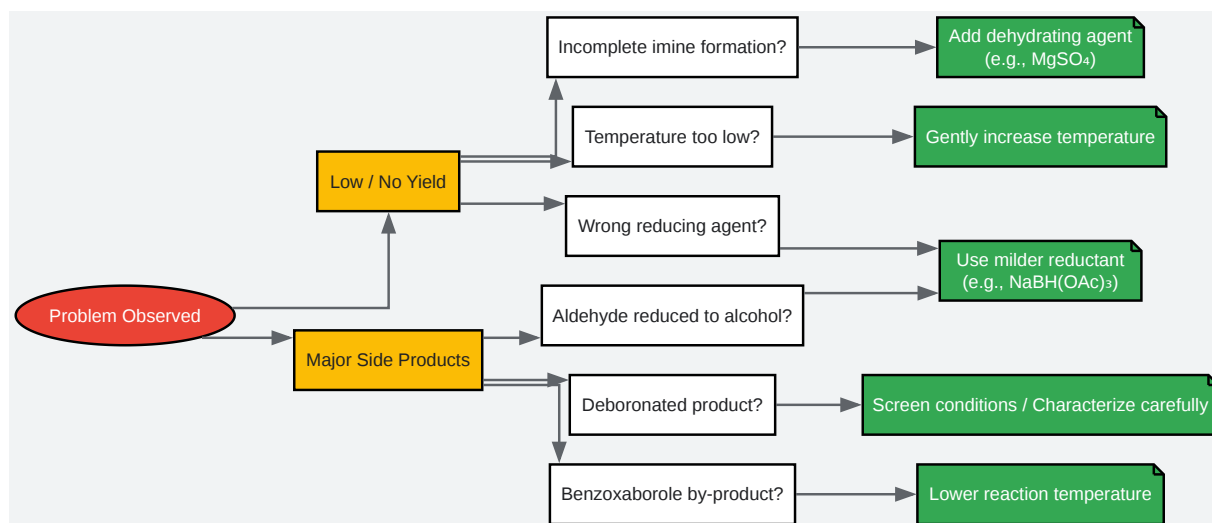 Incomplete imine formation?
Add dehydrating agent
(e.g., MgSO₄)
Temperature too low?
Gently increase temperature
Low / No Yield
Wrong reducing agent?
Use milder reductant
(e.g., NaBH(OAc)₃)
Problem Observed
Aldehyde reduced to alcohol?
Major Side Products
Deboronated product?
Screen conditions / Characterize carefully
Benzoxaborole by-product?
Lower reaction temperature